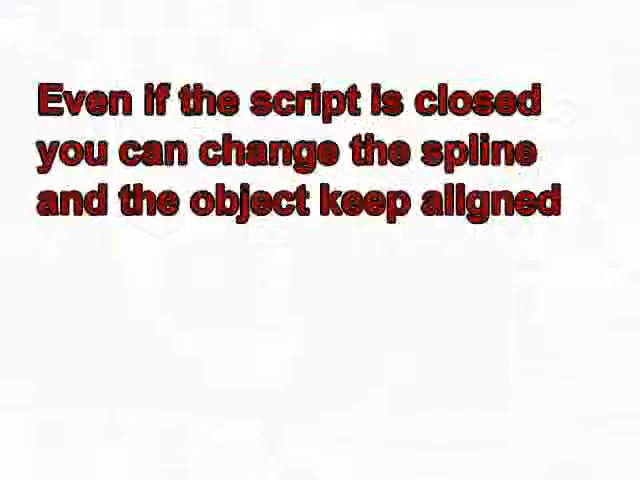 Even if the script is closed
you can change the spline
and the object keep aligned